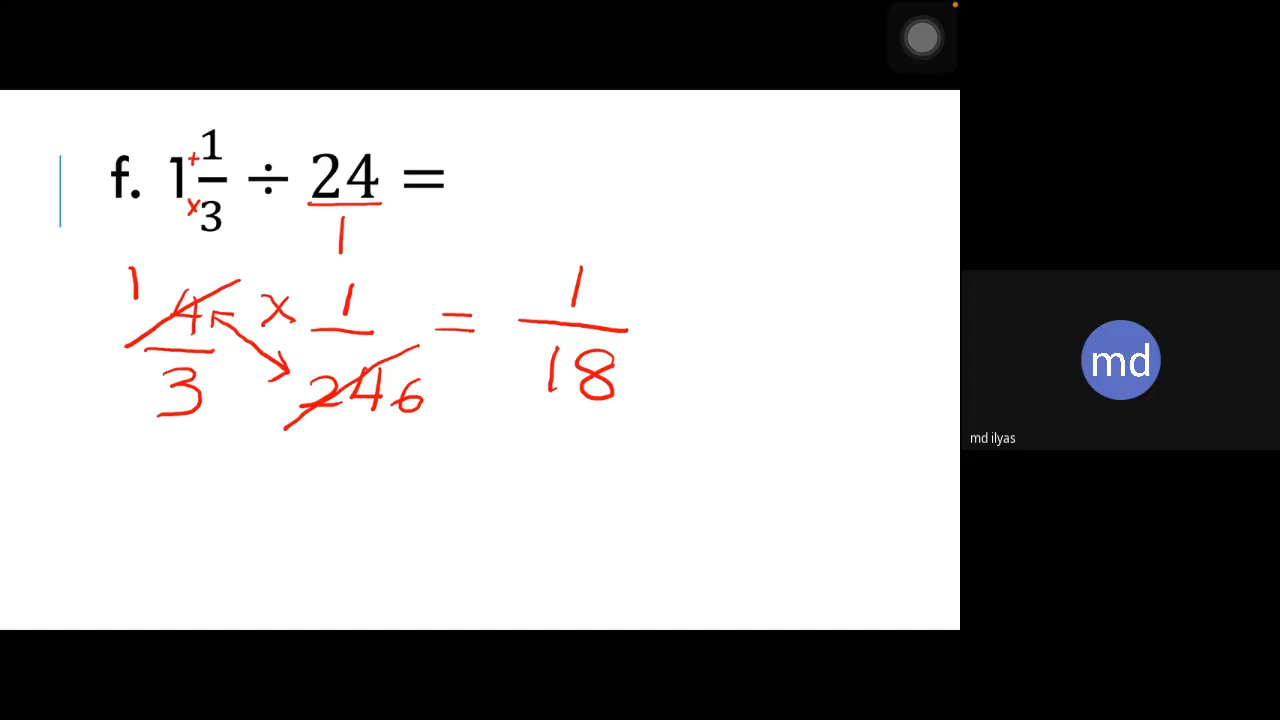 f. 1 1/3 ÷ 24 =
+
x
1
1 4/3 x 1/24 6 = 1/18
md
md ilyas